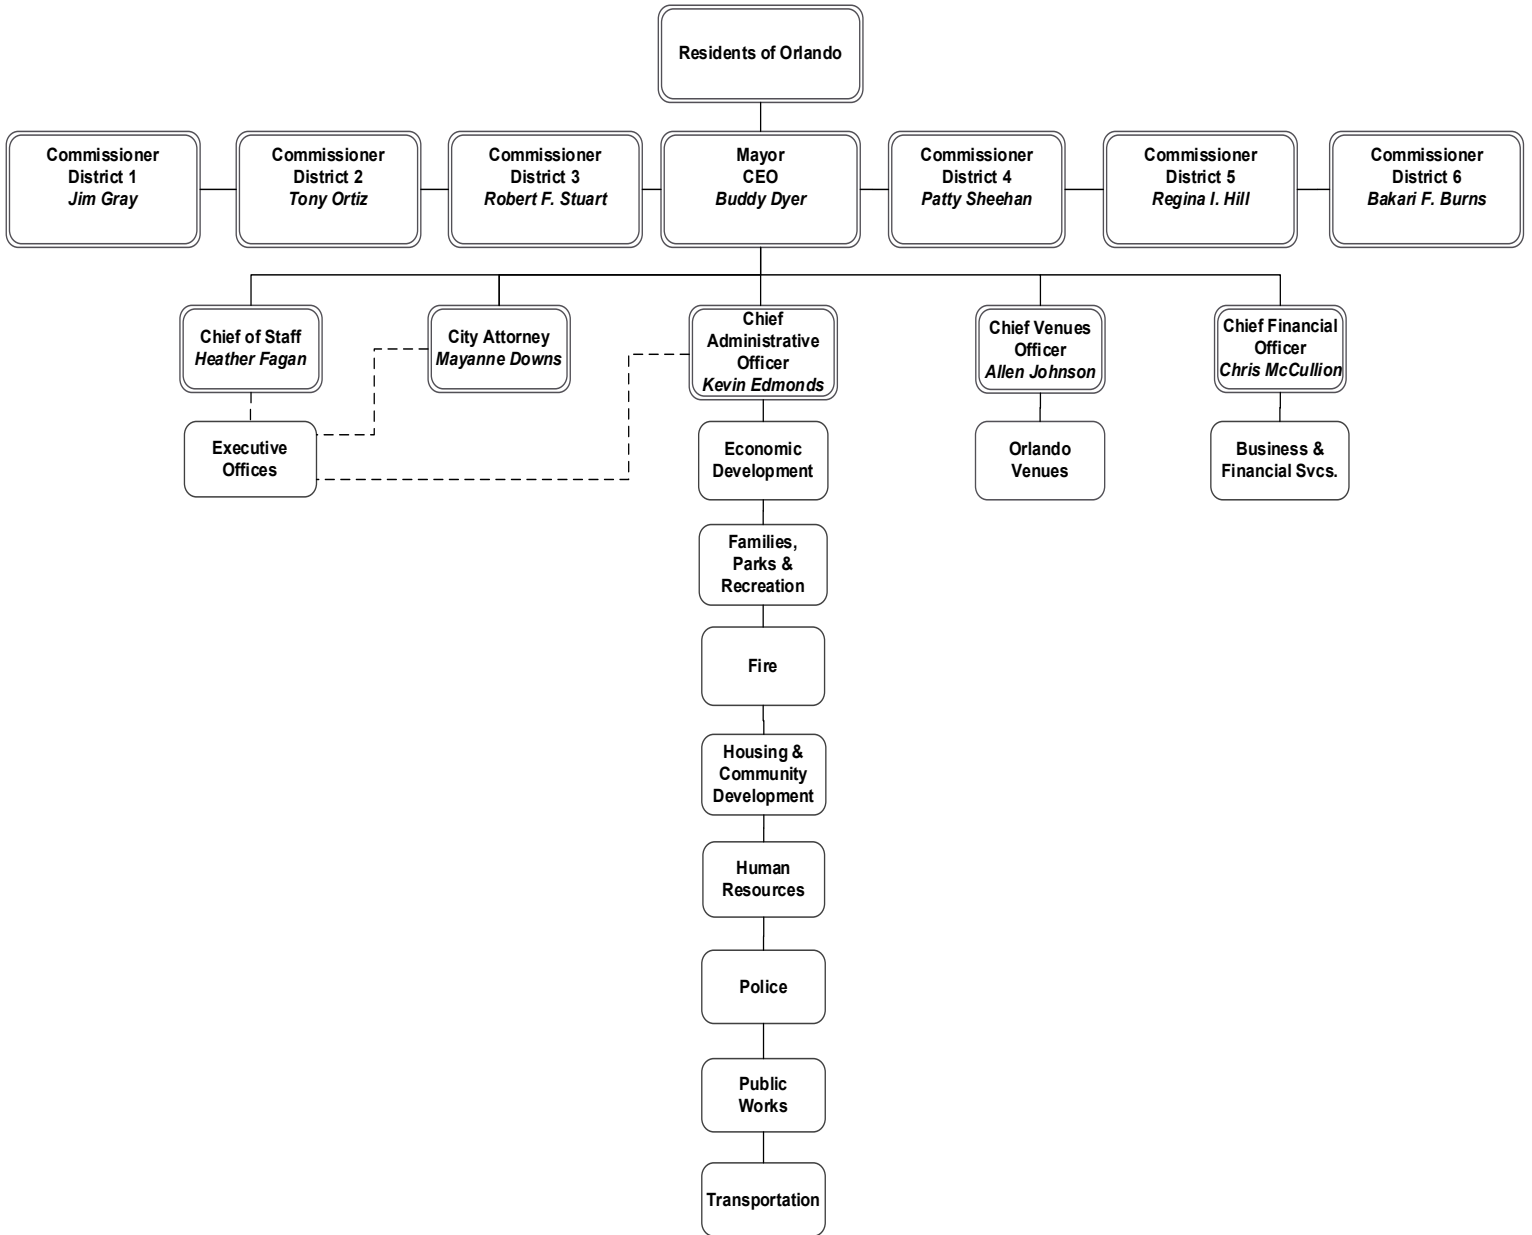 Residents of Orlando
Commissioner
District 1
Jim Gray
Commissioner
District 2
Tony Ortiz
Commissioner
District 3
Robert F. Stuart
Mayor
CEO
Buddy Dyer
Commissioner
District 4
Patty Sheehan
Commissioner
District 5
Regina I. Hill
Commissioner
District 6
Bakari F. Burns
Chief of Staff
Heather Fagan
City Attorney
Mayanne Downs
Chief
Administrative
Officer
Kevin Edmonds
Chief Venues
Officer
Allen Johnson
Chief Financial
Officer
Chris McCullion
Executive
Offices
Economic
Development
Orlando
Venues
Business &
Financial Svcs.
Families,
Parks &
Recreation
Fire
Housing &
Community
Development
Human
Resources
Police
Public
Works
Transportation